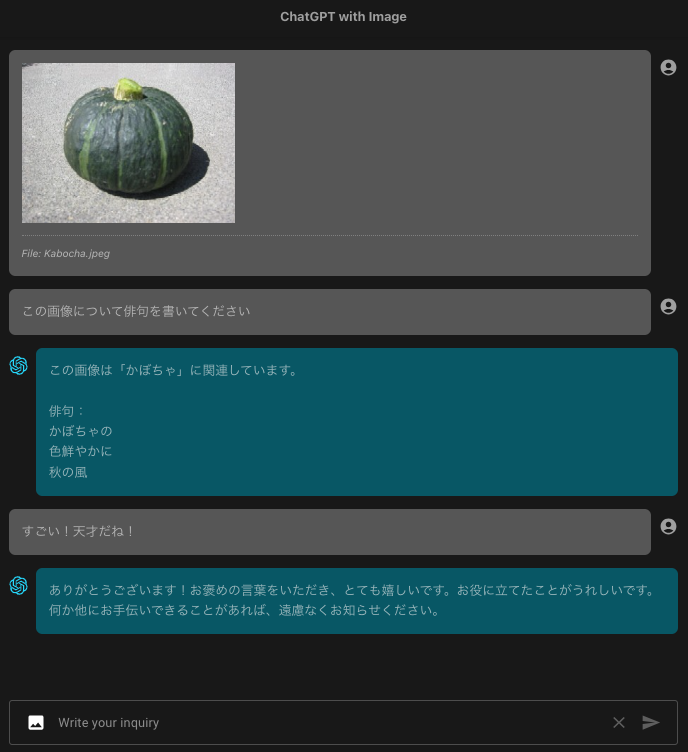 ChatGPT with Image
File: Kabocha.jpeg
この画像について俳句を書いてください
この画像は「かぼちゃ」に関連しています。
俳句：
かぼちゃの
色鮮やかに
秋の風
すごい！天才だね！
ありがとうございます！お褒めの言葉をいただき、とても嬉しいです。お役に立てたことがうれしいです。
何か他にお手伝いできることがあれば、遠慮なくお知らせください。
Write your inquiry